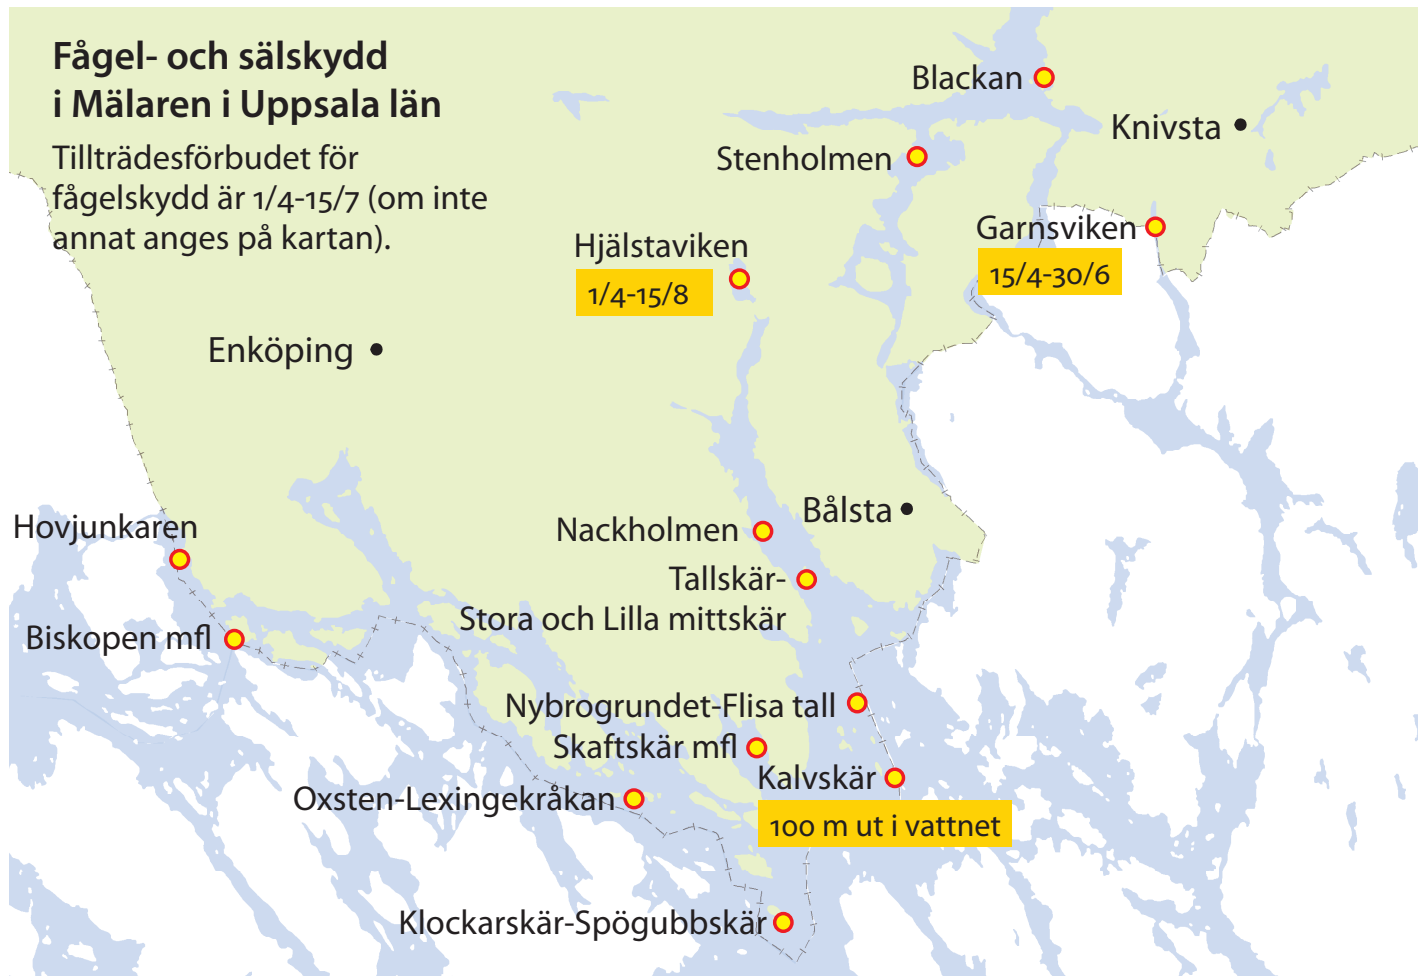 Fågel- och sälskydd
i Mälaren i Uppsala län
Tillträdesförbudet för
fågelskydd är 1/4-15/7 (om inte
annat anges på kartan).
Blackan
Knivsta
Stenholmen
Garnsviken
15/4-30/6
Hjälstaviken
1/4-15/8
Enköping
Bålsta
Hovjunkaren
Nackholmen
Tallskär-
Stora och Lilla mittskär
Biskopen mfl
Nybrogrundet-Flisa tall
Skaftskär mfl
Kalvskär
100 m ut i vattnet
Oxsten-Lexingekråkan
Klockarskär-Spögubbskär